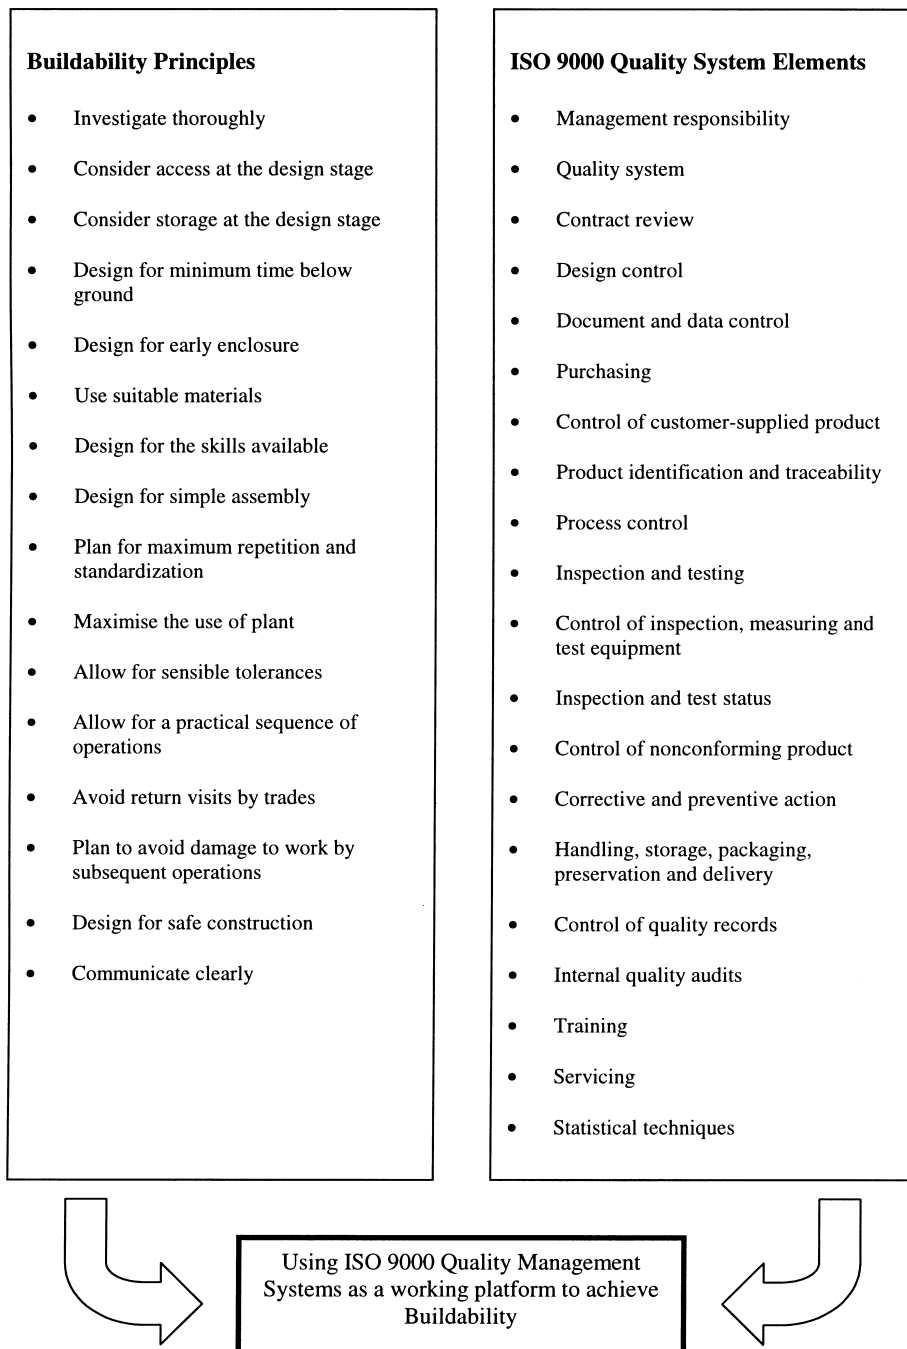 Buildability Principles
• Investigate thoroughly
• Consider access at the design stage
• Consider storage at the design stage
• Design for minimum time below
ground
• Design for early enclosure
• Use suitable materials
• Design for the skills available
• Design for simple assembly
• Plan for maximum repetition and
standardization
• Maximise the use of plant
• Allow for sensible tolerances
• Allow for a practical sequence of
operations
• Avoid return visits by trades
• Plan to avoid damage to work by
subsequent operations
• Design for safe construction
• Communicate clearly
ISO 9000 Quality System Elements
• Management responsibility
• Quality system
• Contract review
• Design control
• Document and data control
• Purchasing
• Control of customer-supplied product
• Product identification and traceability
• Process control
• Inspection and testing
• Control of inspection, measuring and
test equipment
• Inspection and test status
• Control of nonconforming product
• Corrective and preventive action
• Handling, storage, packaging,
preservation and delivery
• Control of quality records
• Internal quality audits
• Training
• Servicing
• Statistical techniques
Using ISO 9000 Quality Management
Systems as a working platform to achieve
Buildability